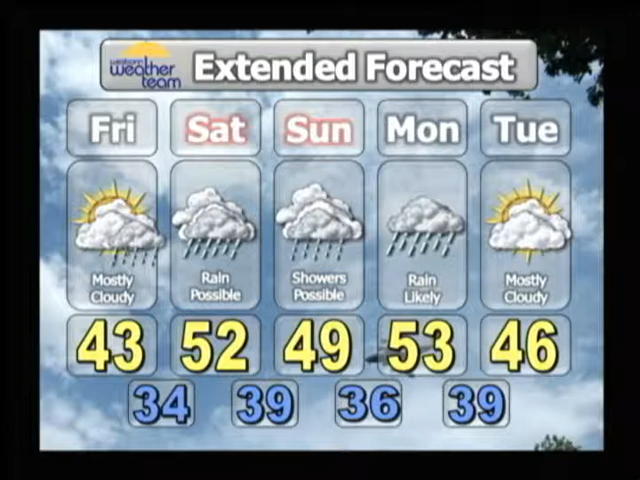 weather
team
Extended Forecast
Fri
Sat
Sun
Mon
Tue
Mostly
Cloudy
Rain
Possible
Showers
Possible
Rain
Likely
Mostly
Cloudy
43
52
49
53
46
34
39
36
39